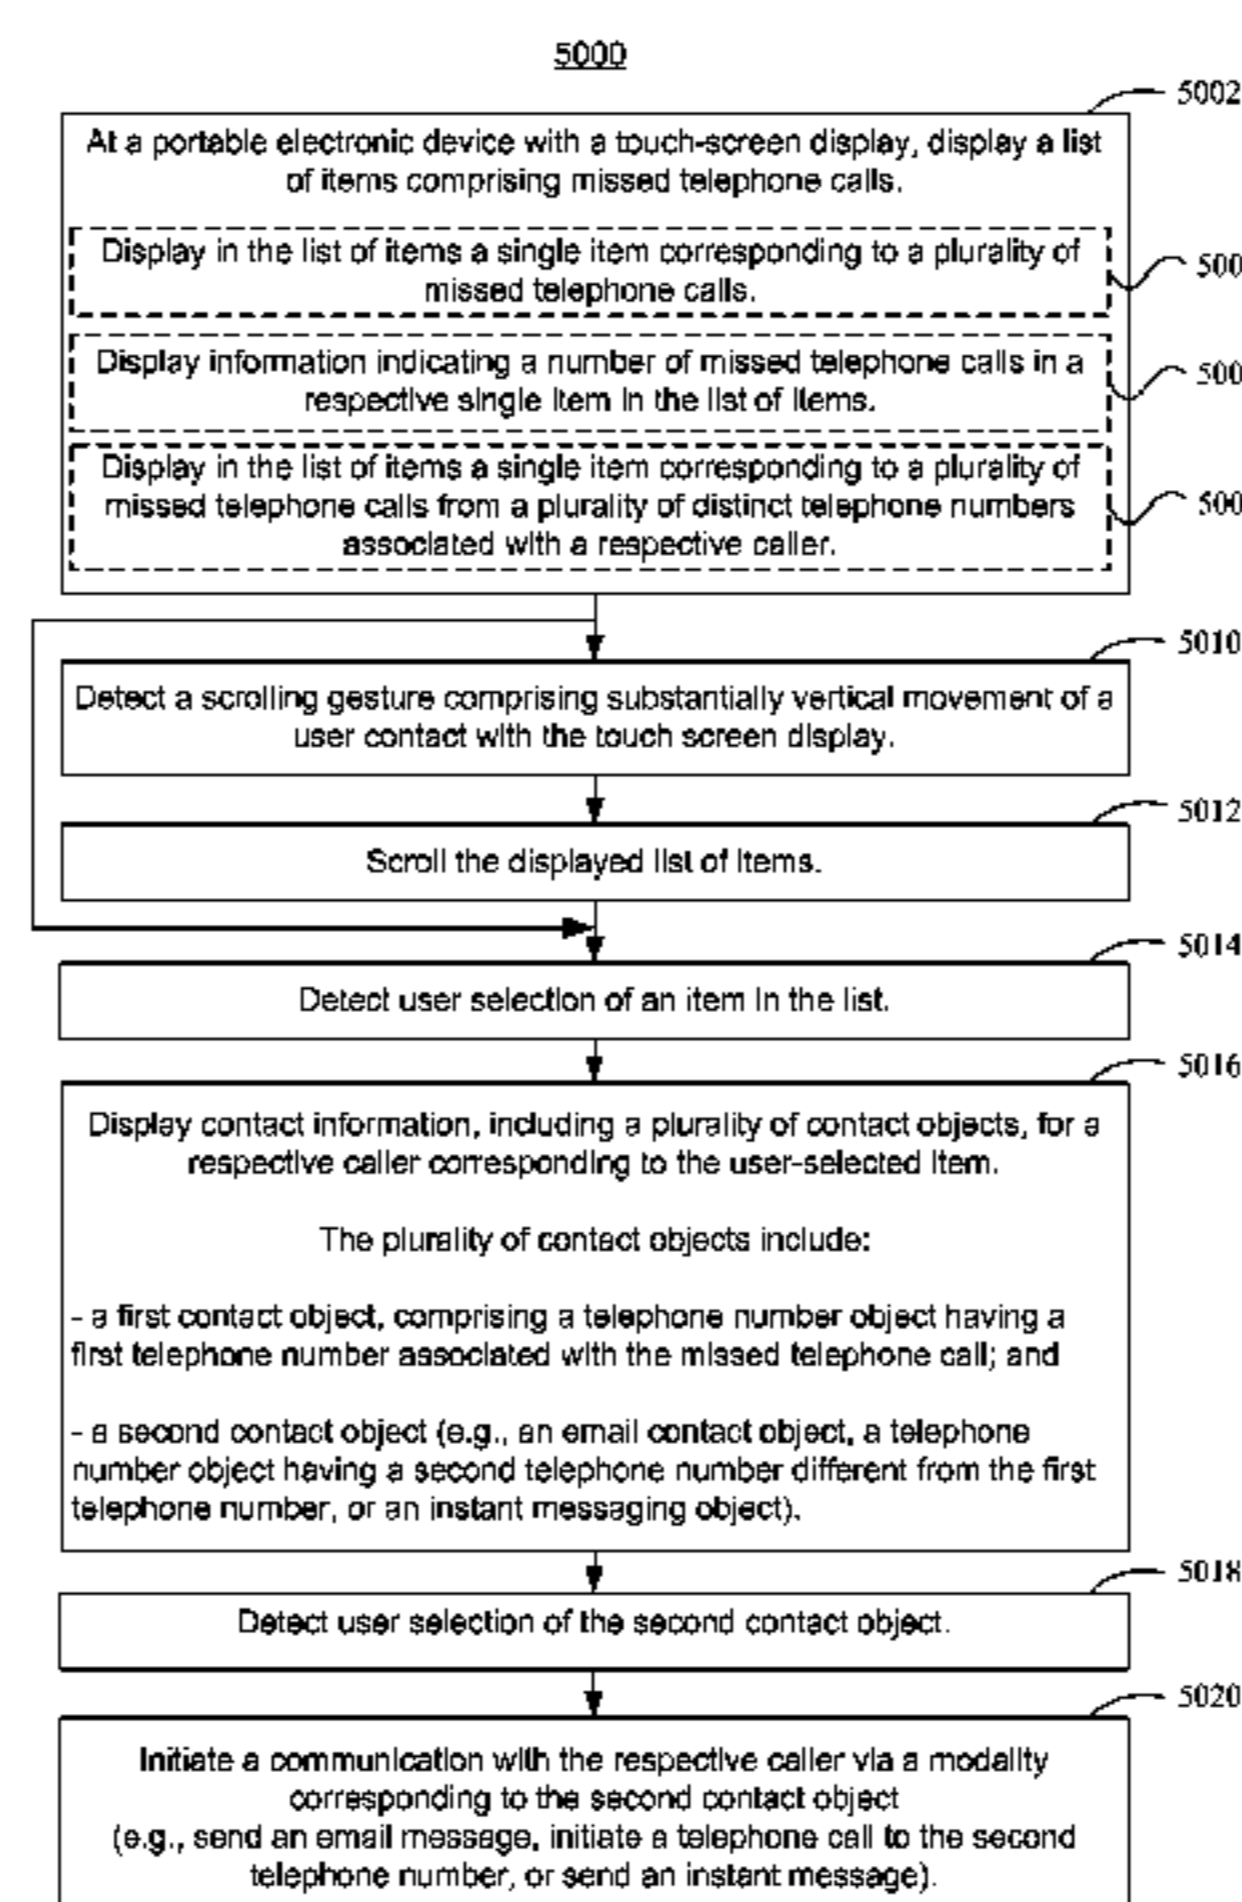 5000
5002
At a portable electronic device with a touch-screen display, display a list
of items comprising missed telephone calls.
Display in the list of items a single item corresponding to a plurality of
missed telephone calls.
500
Display information indicating a number of missed telephone calls in a
respective single item in the list of items.
500
Display in the list of items a single item corresponding to a plurality of
missed telephone calls from a plurality of distinct telephone numbers
associated with a respective caller.
500
5010
Detect a scrolling gesture comprising substantially vertical movement of a
user contact with the touch screen display.
5012
Scroll the displayed list of items.
5014
Detect user selection of an item in the list.
5016
Display contact information, including a plurality of contact objects, for a
respective caller corresponding to the user-selected item.
The plurality of contact objects include:
- a first contact object, comprising a telephone number object having a
first telephone number associated with the missed telephone call; and
- a second contact object (e.g., an email contact object, a telephone
number object having a second telephone number different from the first
telephone number, or an instant messaging object).
5018
Detect user selection of the second contact object.
5020
Initiate a communication with the respective caller via a modality
corresponding to the second contact object
(e.g., send an email message, initiate a telephone call to the second
telephone number, or send an instant message).